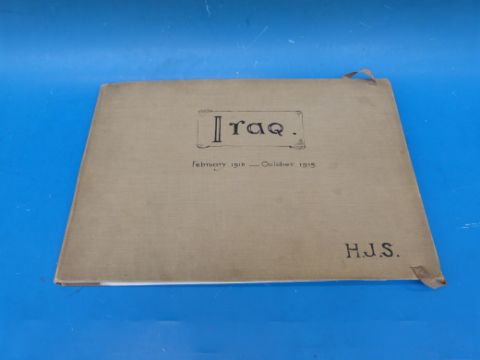 Iraq.
February 1918 — October 1919
H.J.S.